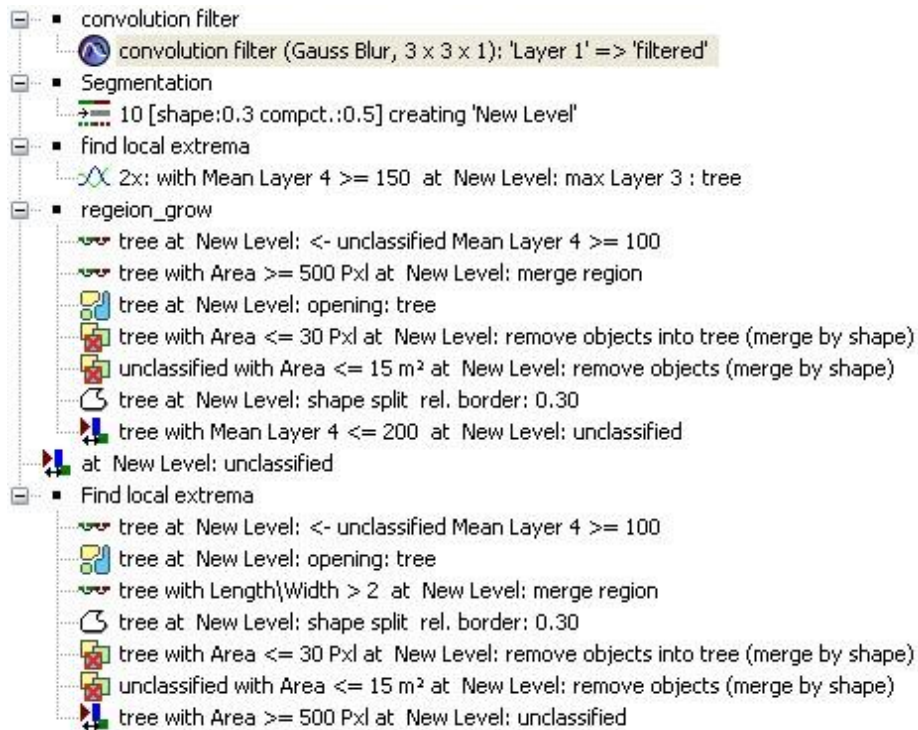 convolution filter
convolution filter (Gauss Blur, 3 x 3 x 1): 'Layer 1' => 'filtered'
Segmentation
10 [shape:0.3 compct.:0.5] creating 'New Level'
find local extrema
2x: with Mean Layer 4 >= 150 at New Level: max Layer 3 : tree
regeion_grow
tree at New Level: <- unclassified Mean Layer 4 >= 100
tree with Area >= 500 Pxl at New Level: merge region
tree at New Level: opening: tree
tree with Area <= 30 Pxl at New Level: remove objects into tree (merge by shape)
unclassified with Area <= 15 m² at New Level: remove objects (merge by shape)
tree at New Level: shape split rel. border: 0.30
tree with Mean Layer 4 <= 200 at New Level: unclassified
at New Level: unclassified
Find local extrema
tree at New Level: <- unclassified Mean Layer 4 >= 100
tree at New Level: opening: tree
tree with Length\Width > 2 at New Level: merge region
tree at New Level: shape split rel. border: 0.30
tree with Area <= 30 Pxl at New Level: remove objects into tree (merge by shape)
unclassified with Area <= 15 m² at New Level: remove objects (merge by shape)
tree with Area >= 500 Pxl at New Level: unclassified